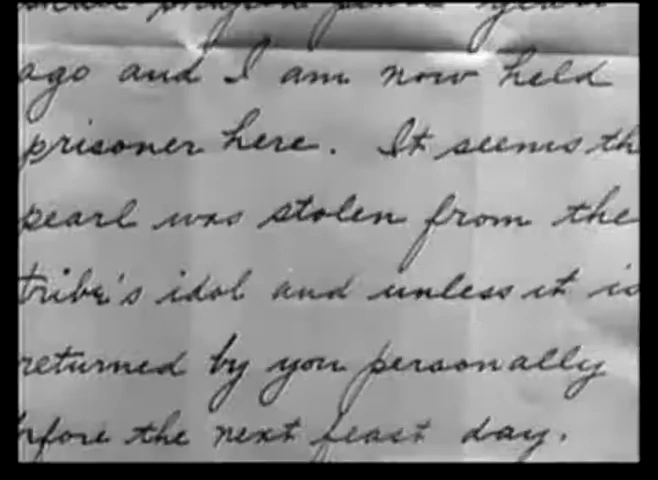 ago and I am now held
prisoner here. It seems th
pearl was stolen from the
tribe's idol and unless it is
returned by you personally
before the next feast day.